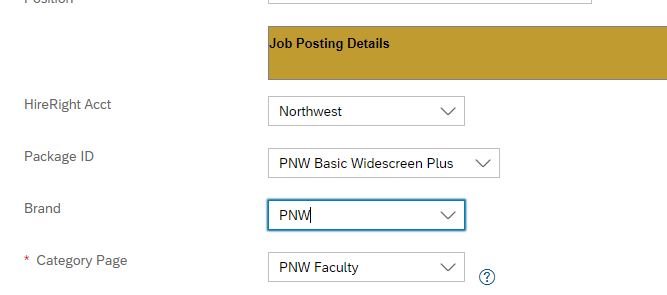 Position
Job Posting Details
HireRight Acct
Northwest
Package ID
PNW Basic Widescreen Plus
Brand
PNW
* Category Page
PNW Faculty
?